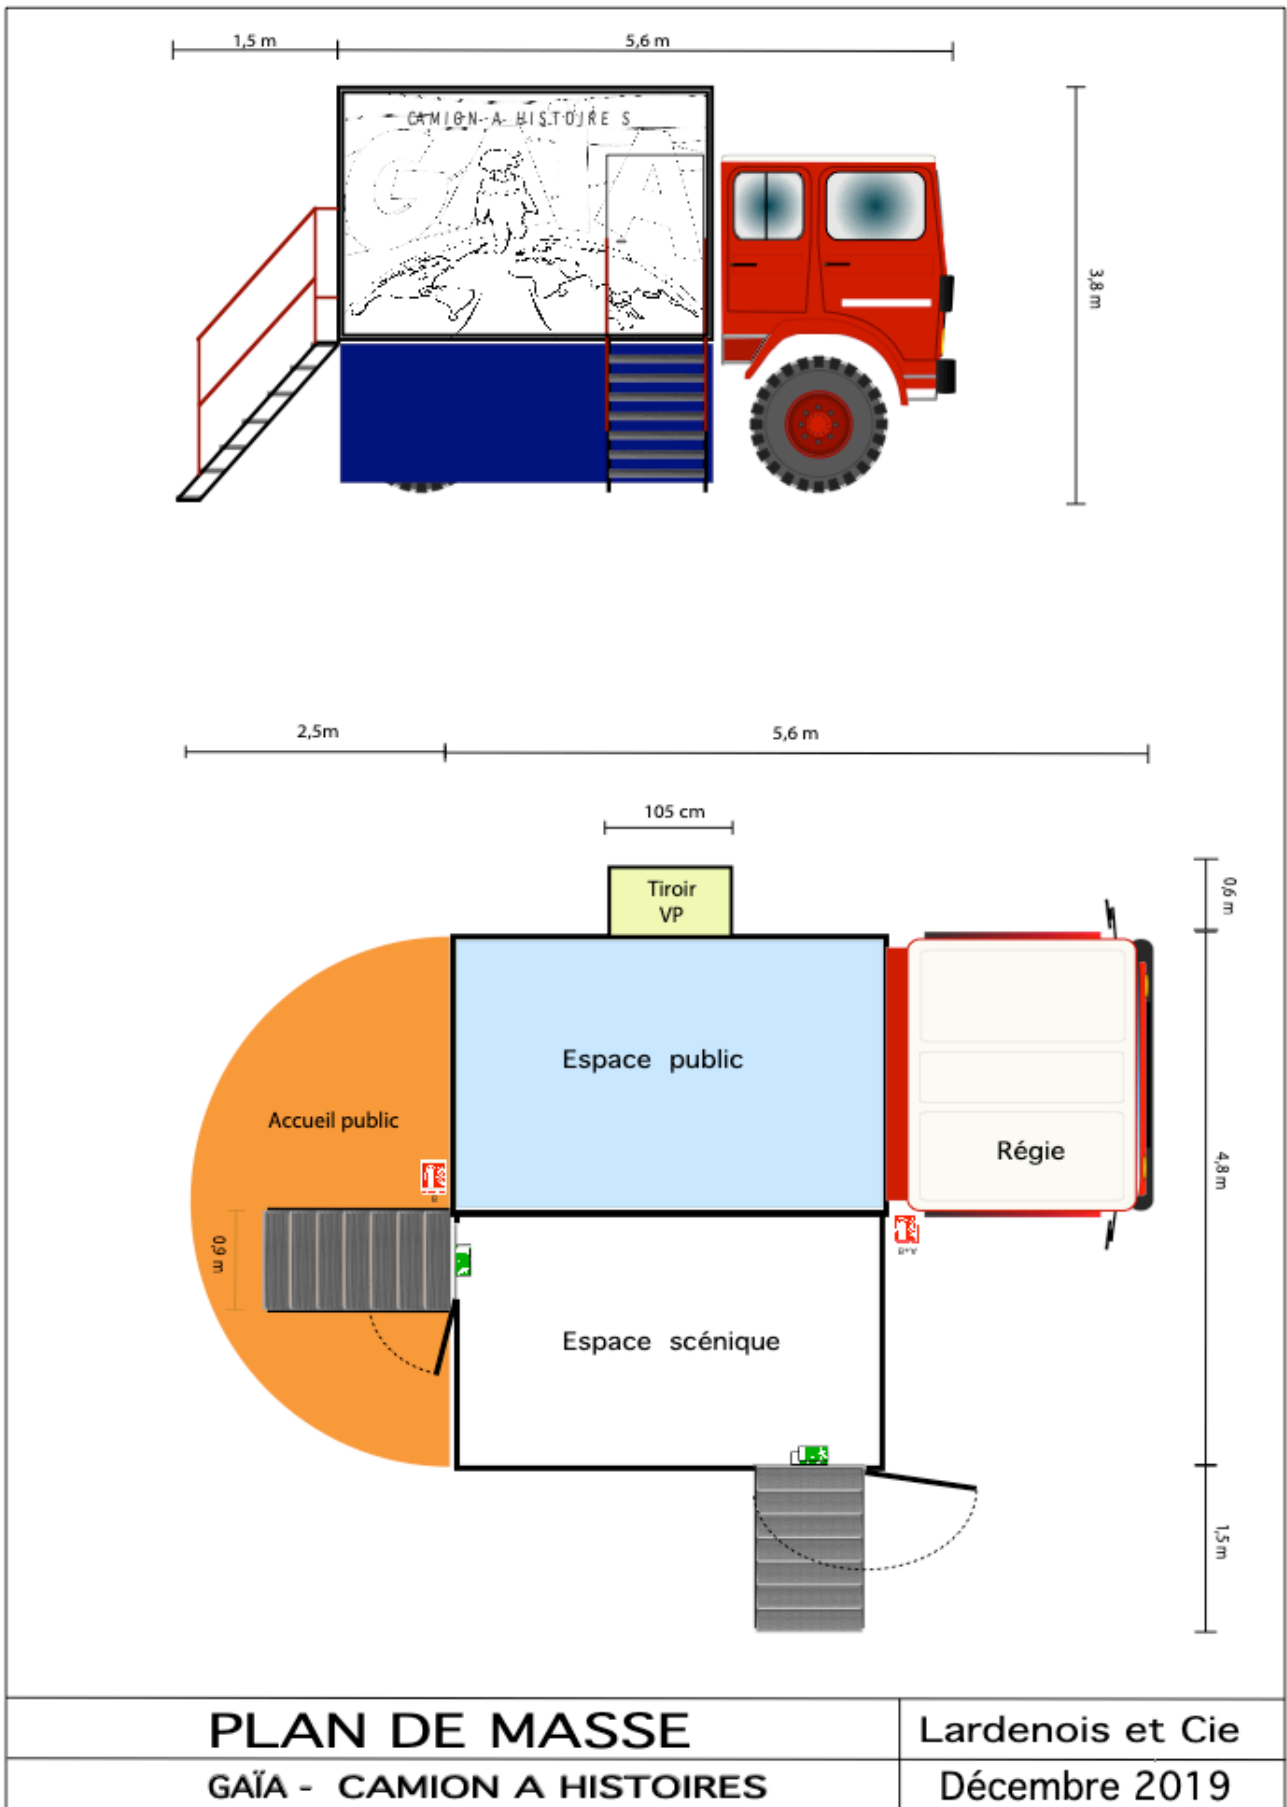 1,5 m
5,6 m
CAMION-A-HISTOIRE S
GAIA
3,8 m
2,5m
5,6 m
105 cm
0,6 m
Tiroir
VP
Espace public
Accueil public
Régie
4,8 m
0,9 m
A+B
Espace scénique
1,5 m
PLAN DE MASSE
Lardenois et Cie
GAÏA - CAMION A HISTOIRES
Décembre 2019